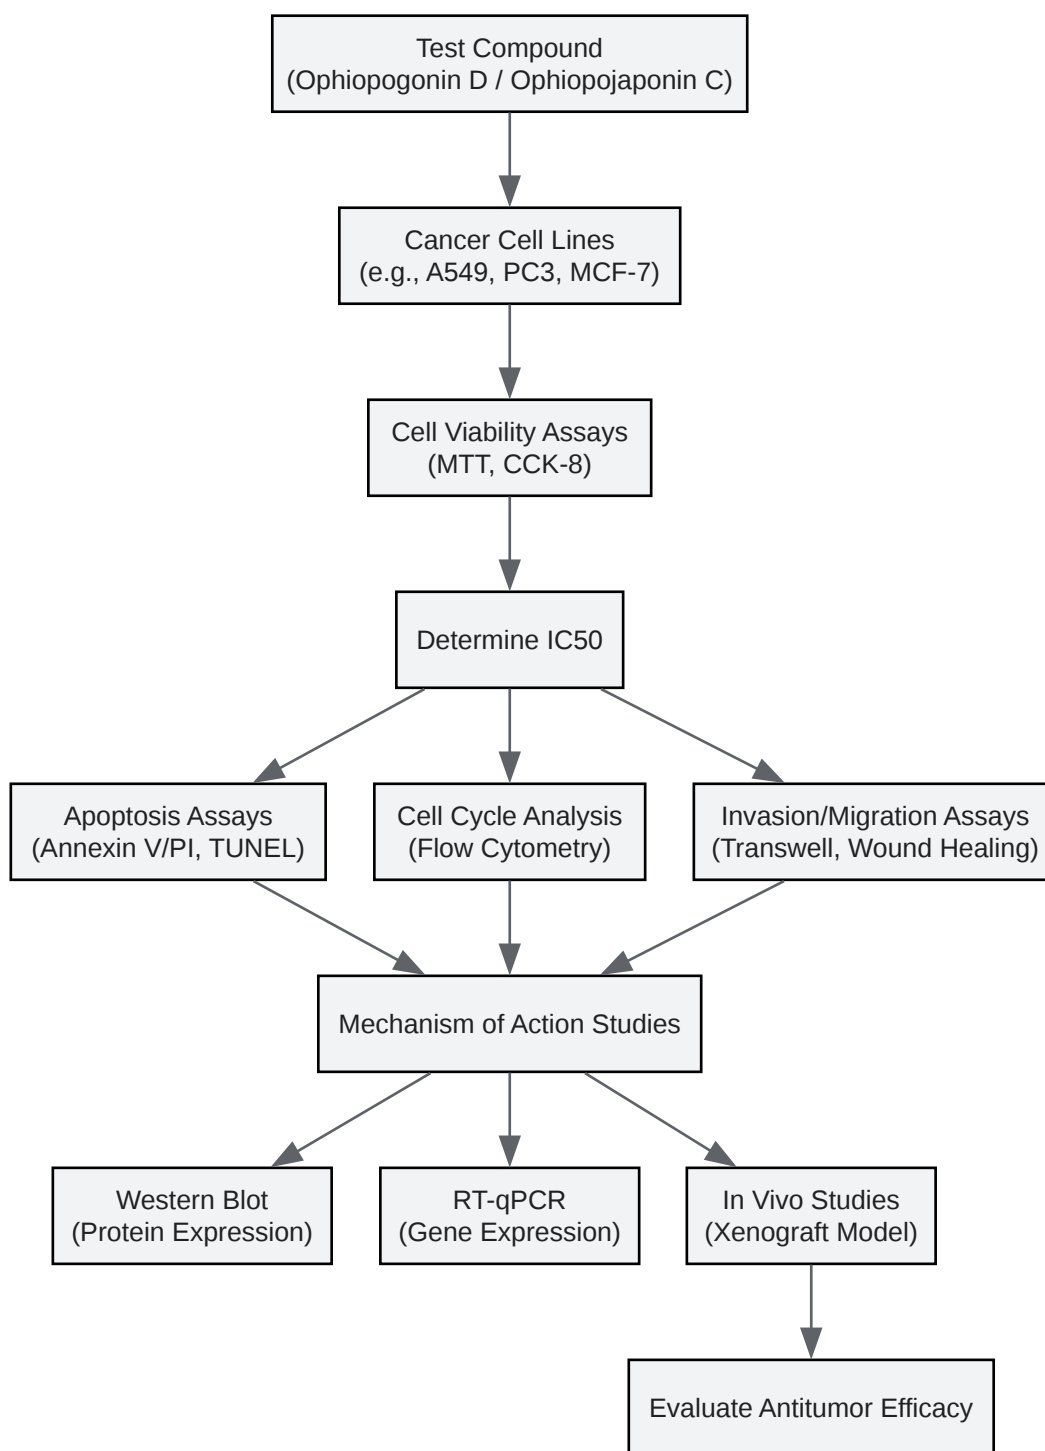 Test Compound
(Ophiopogonin D / Ophiopojaponin C)
Cancer Cell Lines
(e.g., A549, PC3, MCF-7)
Cell Viability Assays
(MTT, CCK-8)
Determine IC50
Apoptosis Assays
(Annexin V/PI, TUNEL)
Cell Cycle Analysis
(Flow Cytometry)
Invasion/Migration Assays
(Transwell, Wound Healing)
Mechanism of Action Studies
Western Blot
(Protein Expression)
RT-qPCR
(Gene Expression)
In Vivo Studies
(Xenograft Model)
Evaluate Antitumor Efficacy